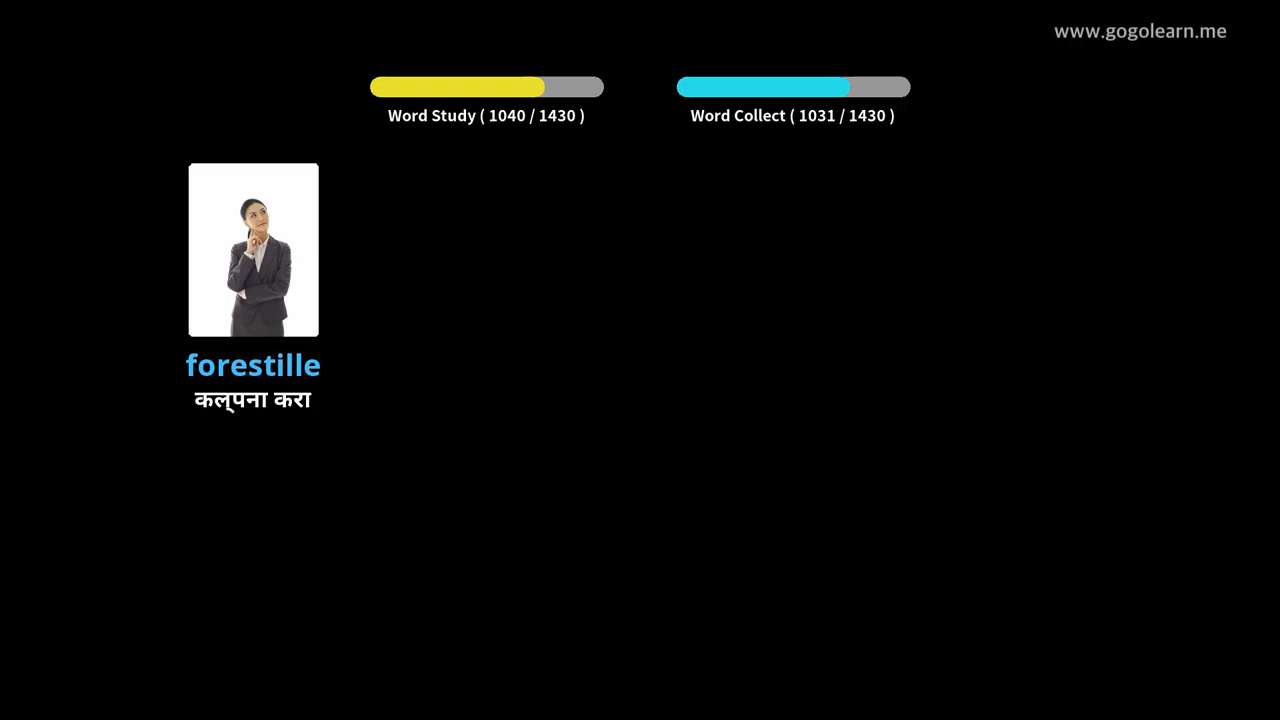 www.gogolearn.me
Word Study ( 1040 / 1430 )
Word Collect ( 1031 / 1430 )
forestille
कल्पना करा